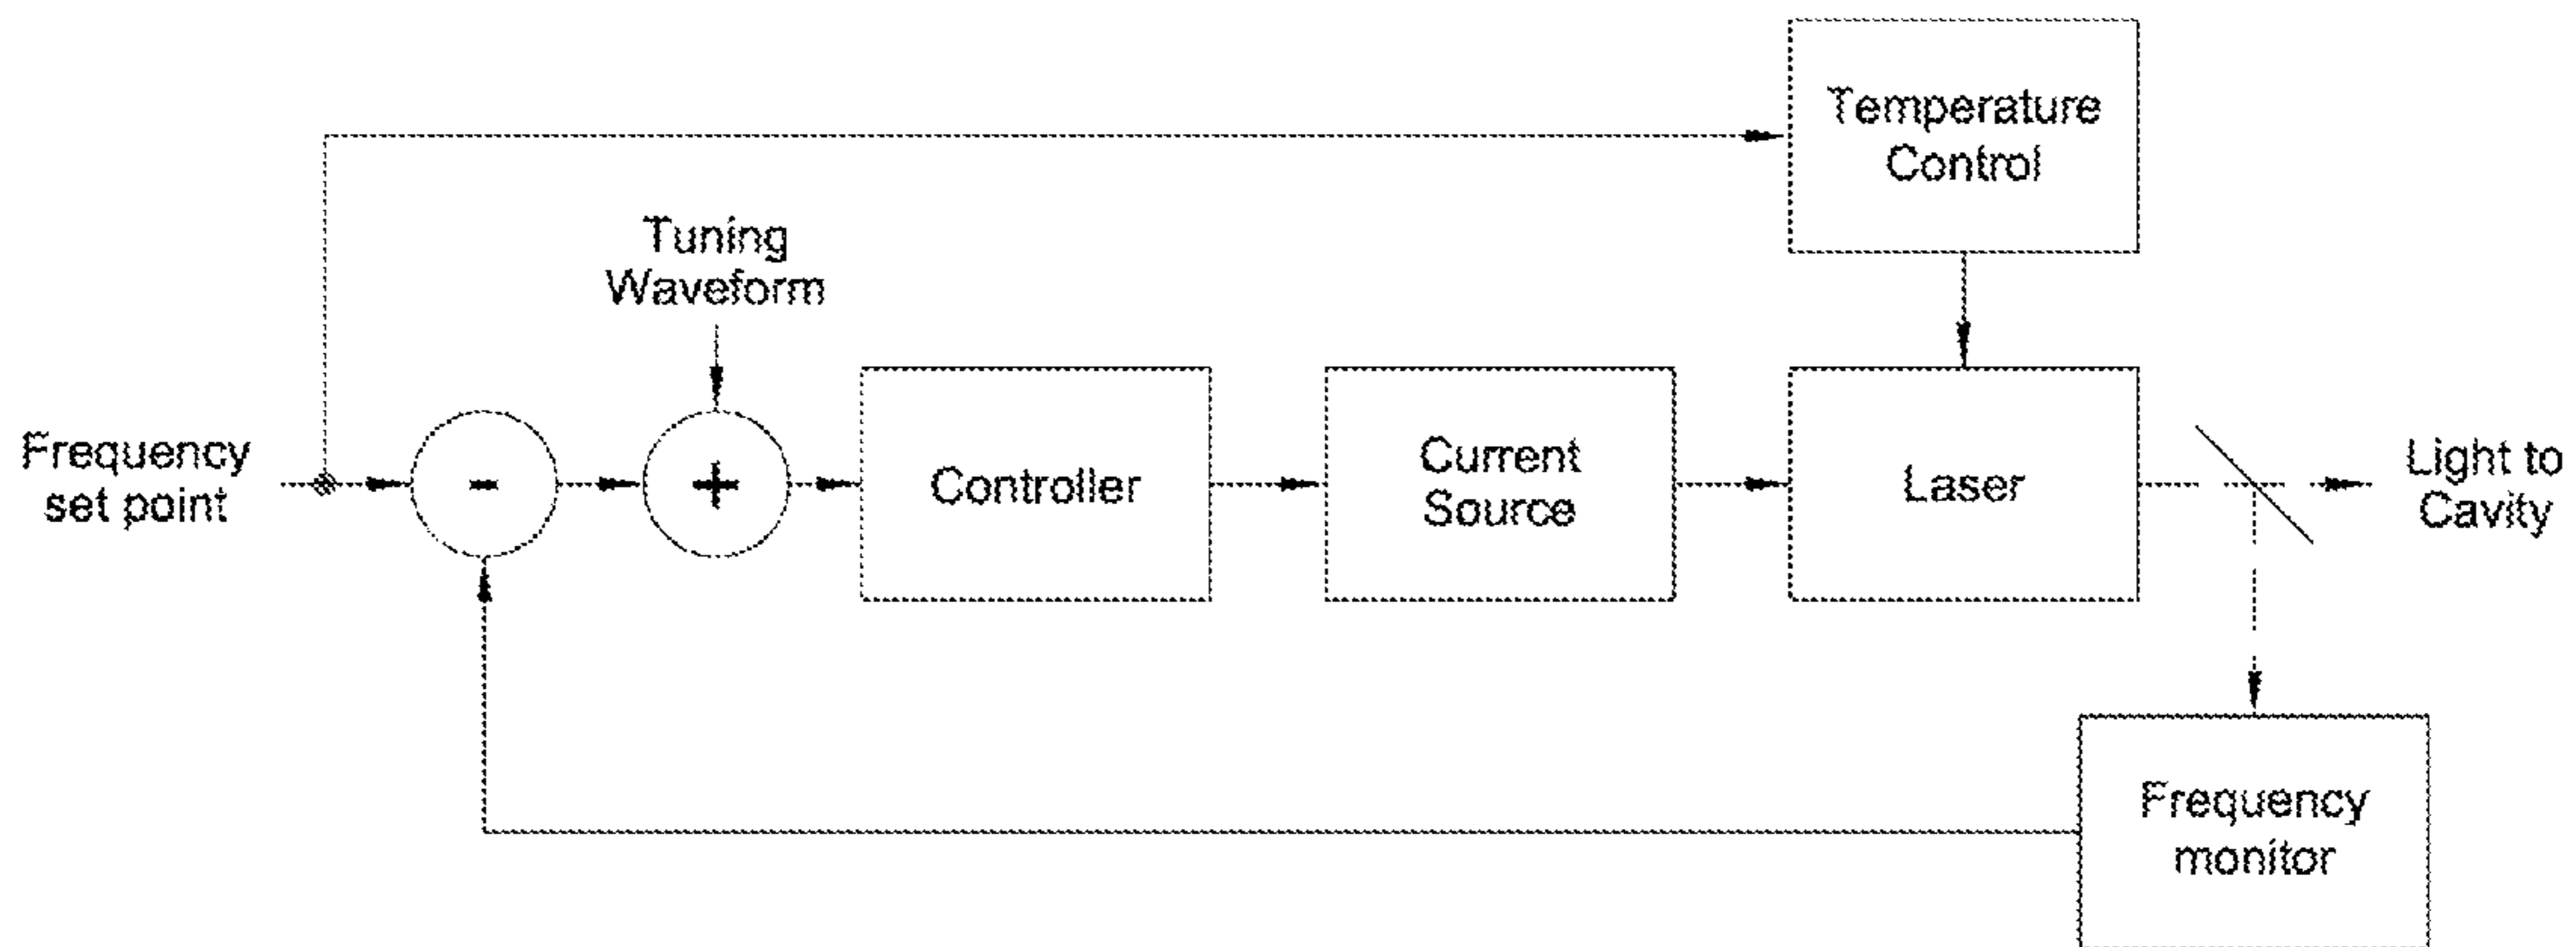 Temperature
Control
Tuning
Waveform
Frequency
set point
-
+
Controller
Current
Source
Laser
Light to
Cavity
Frequency
monitor